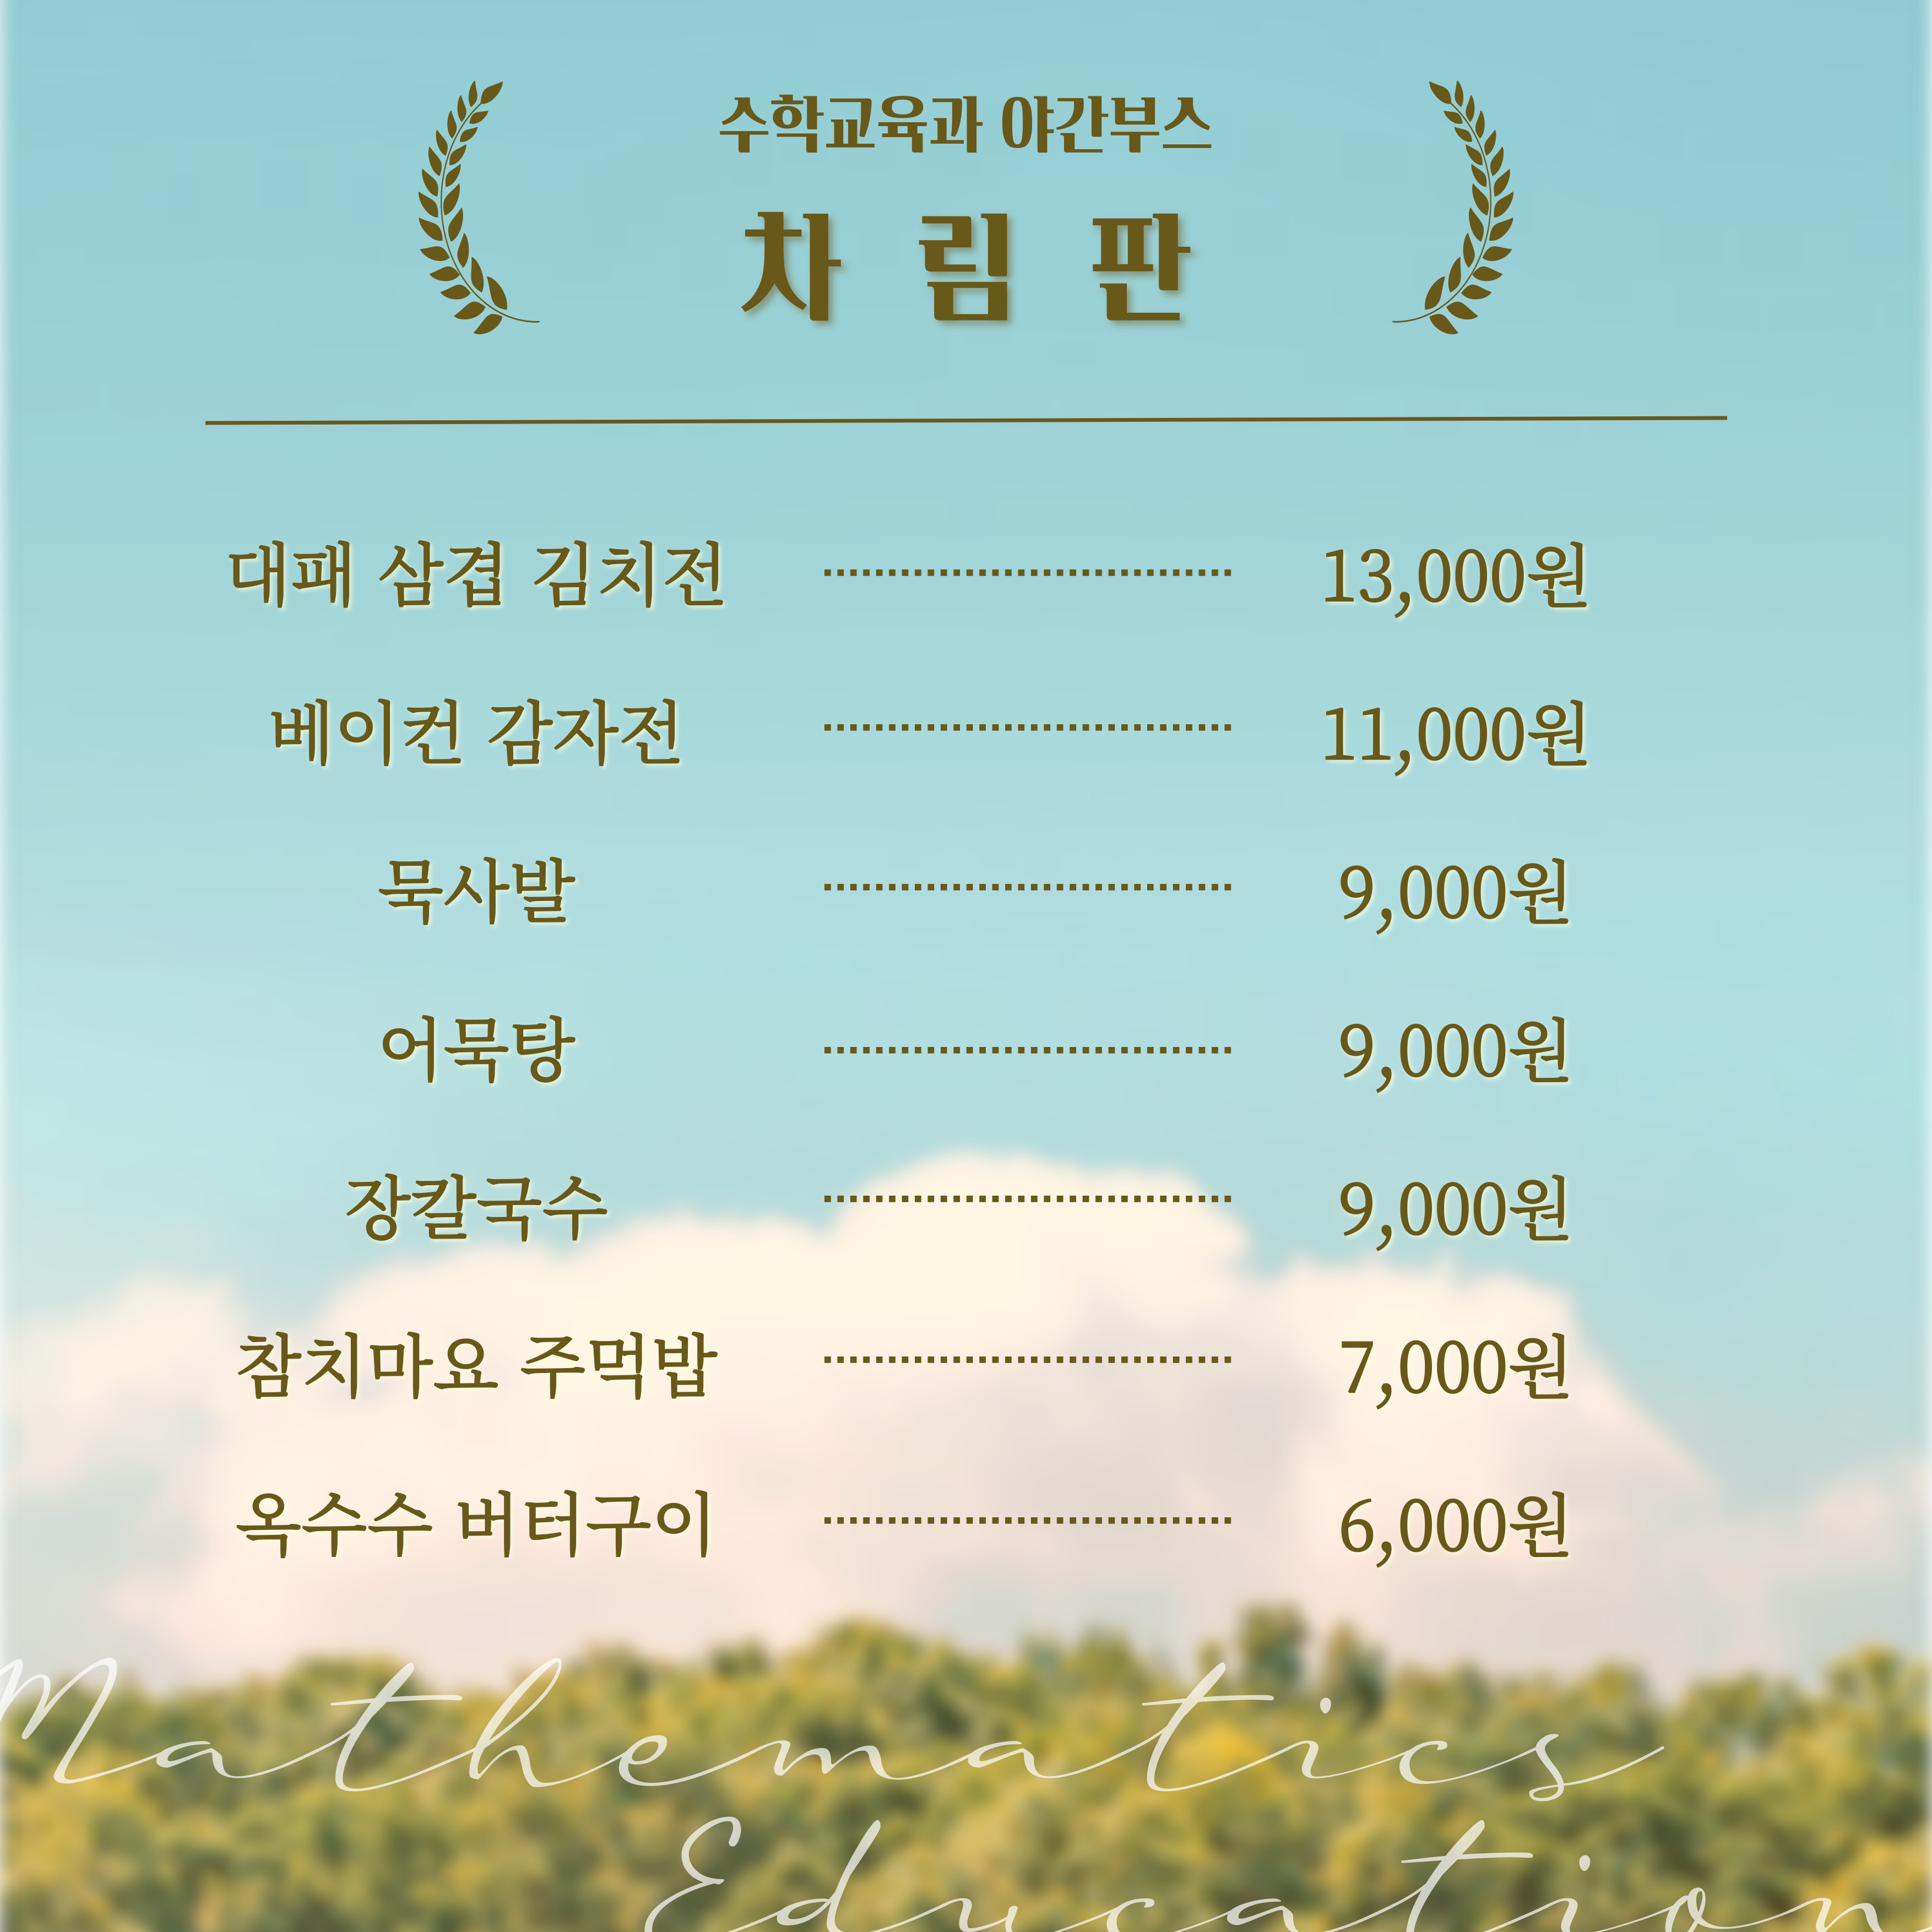 수학교육과 야간부스
차림판
대패 삼겹 김치전 13,000원
베이컨 감자전 11,000원
묵사발 9,000원
어묵탕 9,000원
장칼국수 9,000원
참치마요 주먹밥 7,000원
옥수수 버터구이 6,000원
Mathematics
Education